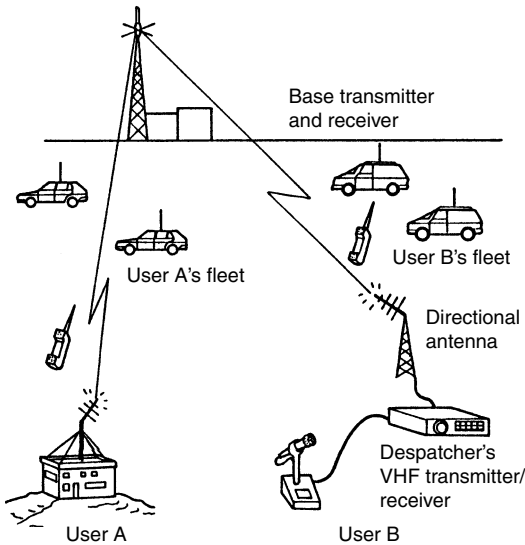 Base transmitter
and receiver
User A's fleet
User B's fleet
Directional
antenna
Despatcher's
VHF transmitter/
receiver
User A
User B